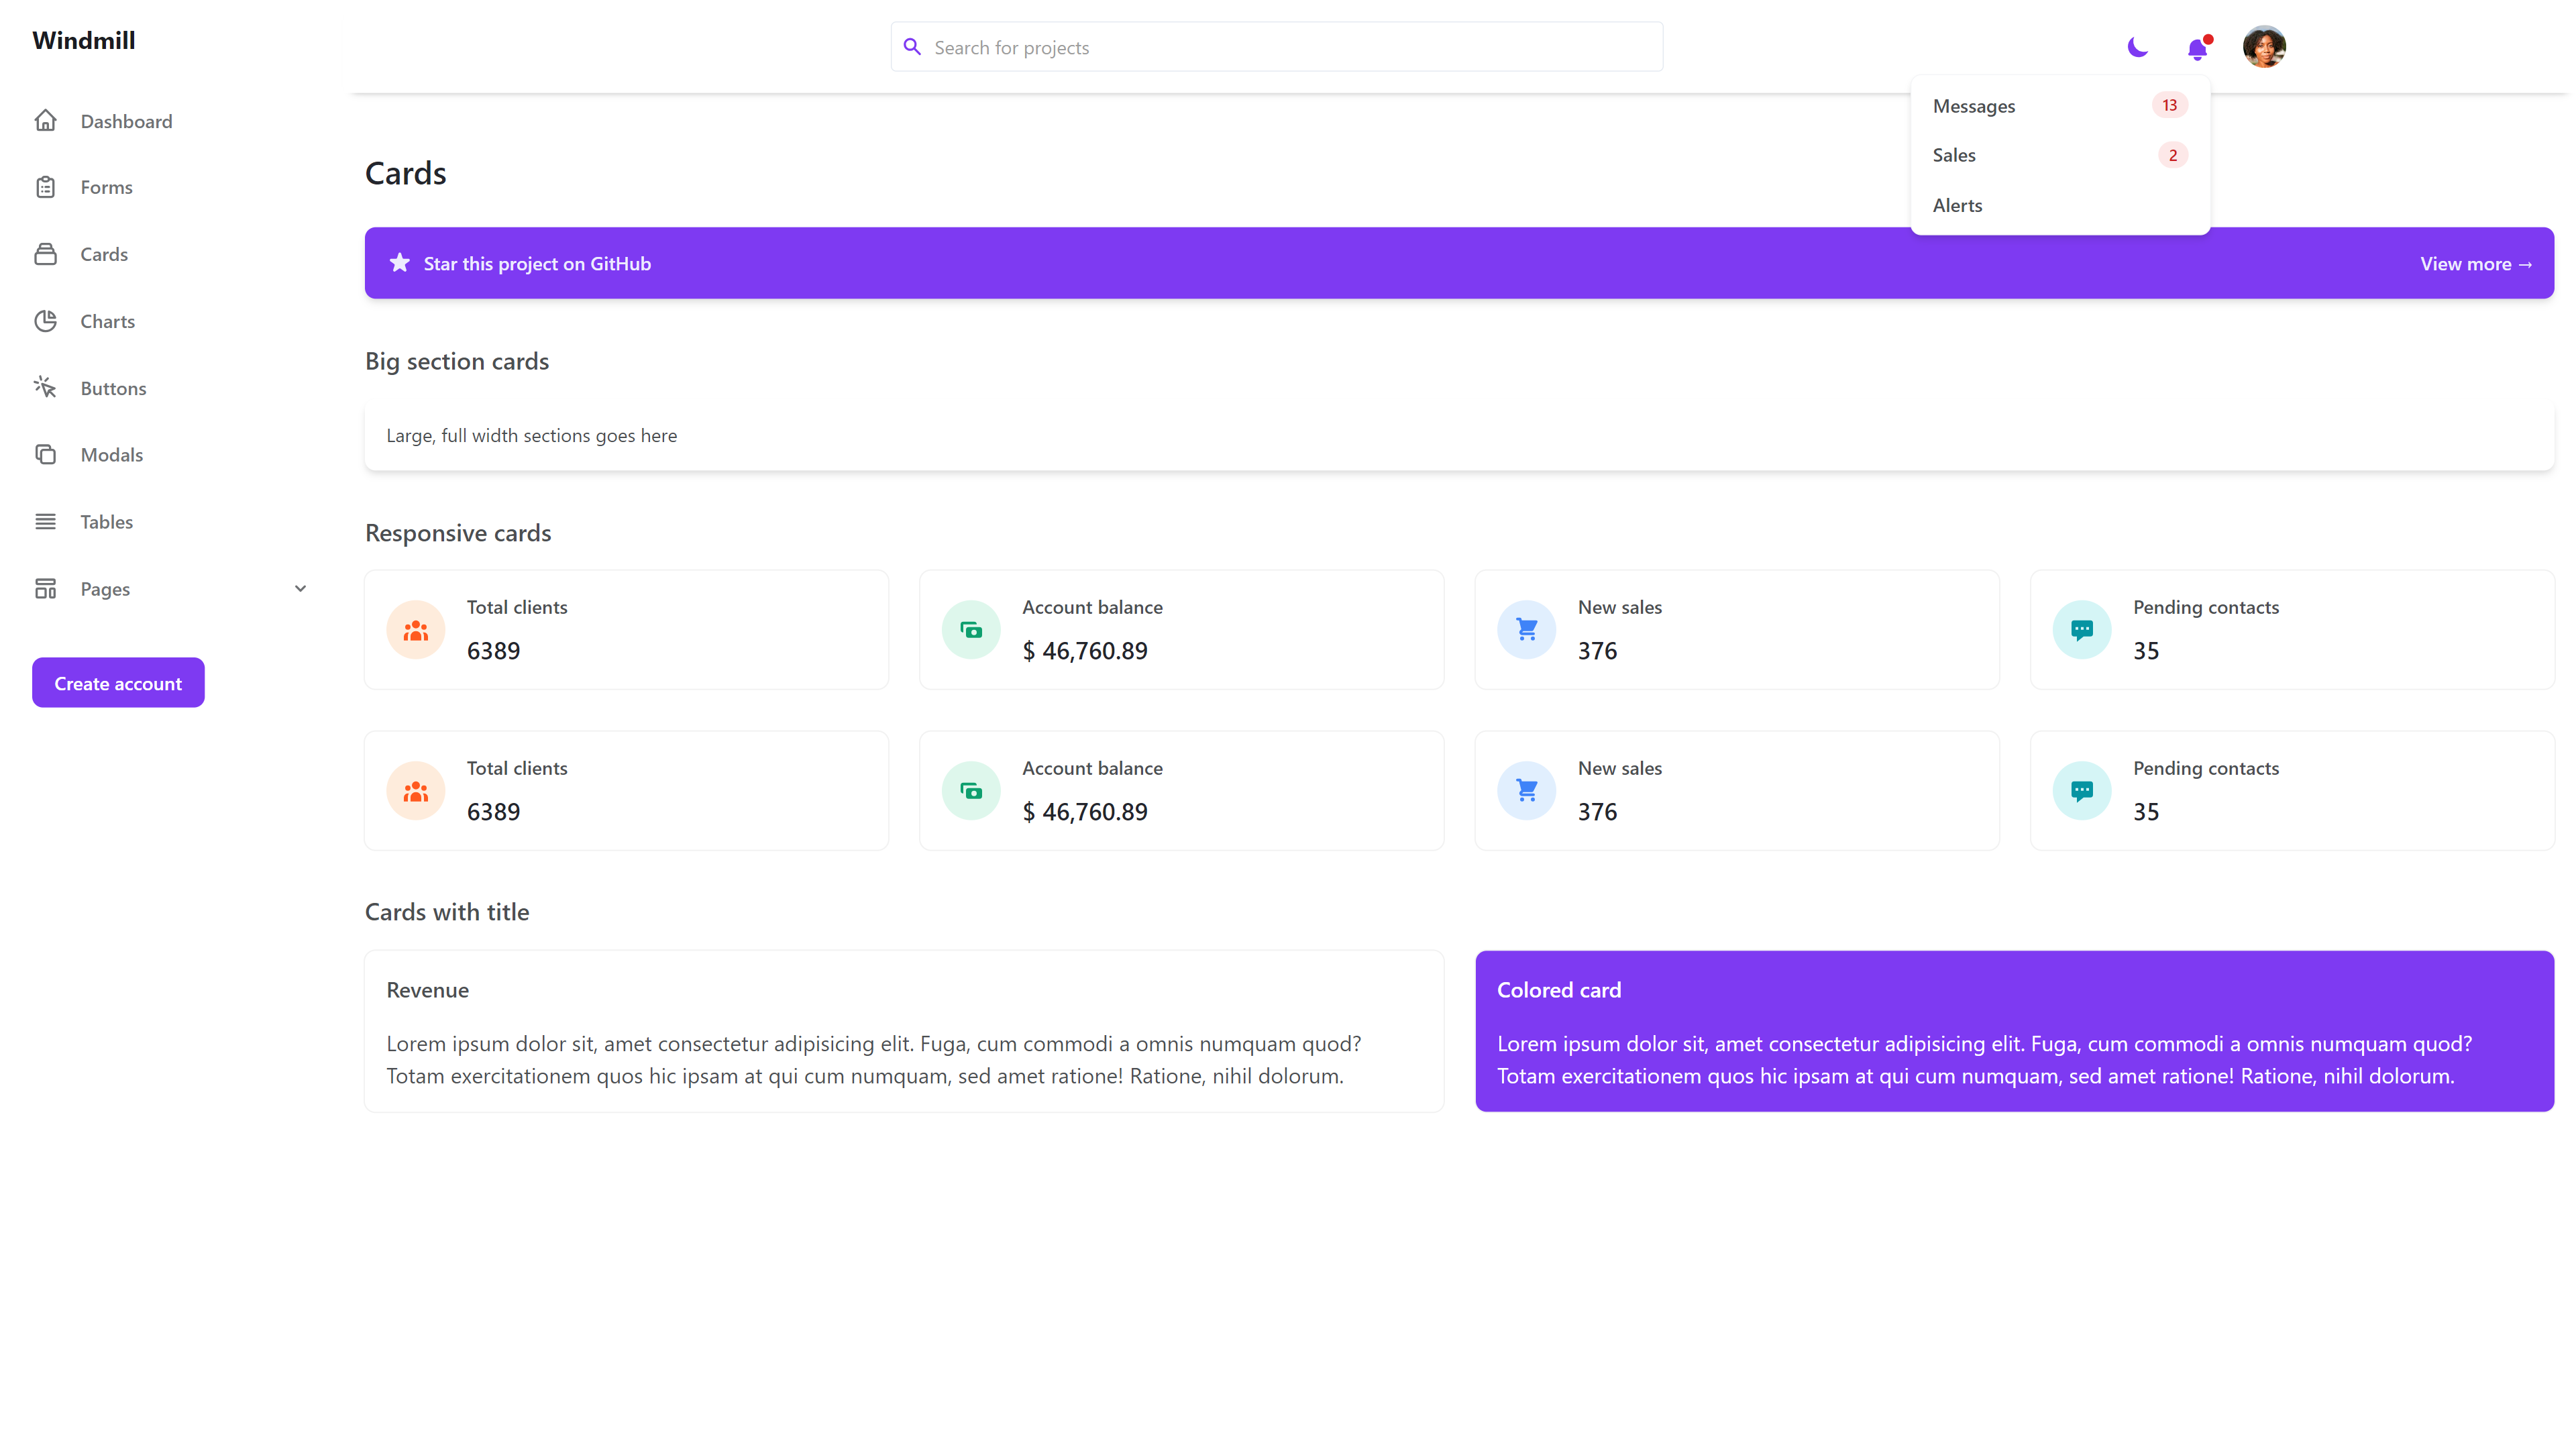 Windmill
Search for projects
Messages 13
Sales 2
Alerts
Dashboard
Forms
Cards
Charts
Buttons
Modals
Tables
Pages
Create account
Cards
Star this project on GitHub
View more →
Big section cards
Large, full width sections goes here
Responsive cards
Total clients
6389
Account balance
$ 46,760.89
New sales
376
Pending contacts
35
Total clients
6389
Account balance
$ 46,760.89
New sales
376
Pending contacts
35
Cards with title
Revenue
Lorem ipsum dolor sit, amet consectetur adipisicing elit. Fuga, cum commodi a omnis numquam quod?
Totam exercitationem quos hic ipsam at qui cum numquam, sed amet ratione! Ratione, nihil dolorum.
Colored card
Lorem ipsum dolor sit, amet consectetur adipisicing elit. Fuga, cum commodi a omnis numquam quod?
Totam exercitationem quos hic ipsam at qui cum numquam, sed amet ratione! Ratione, nihil dolorum.